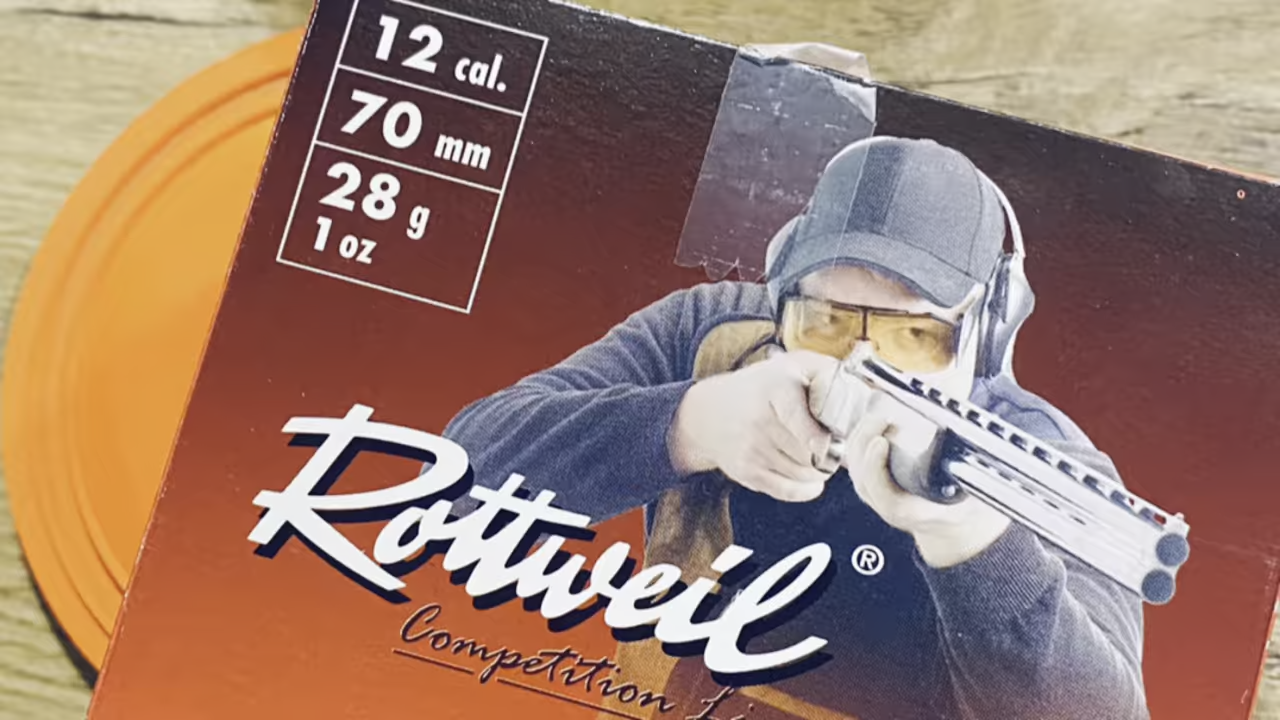 12 cal.
70 mm
28 g
1 oz
Rottweil®
Competition